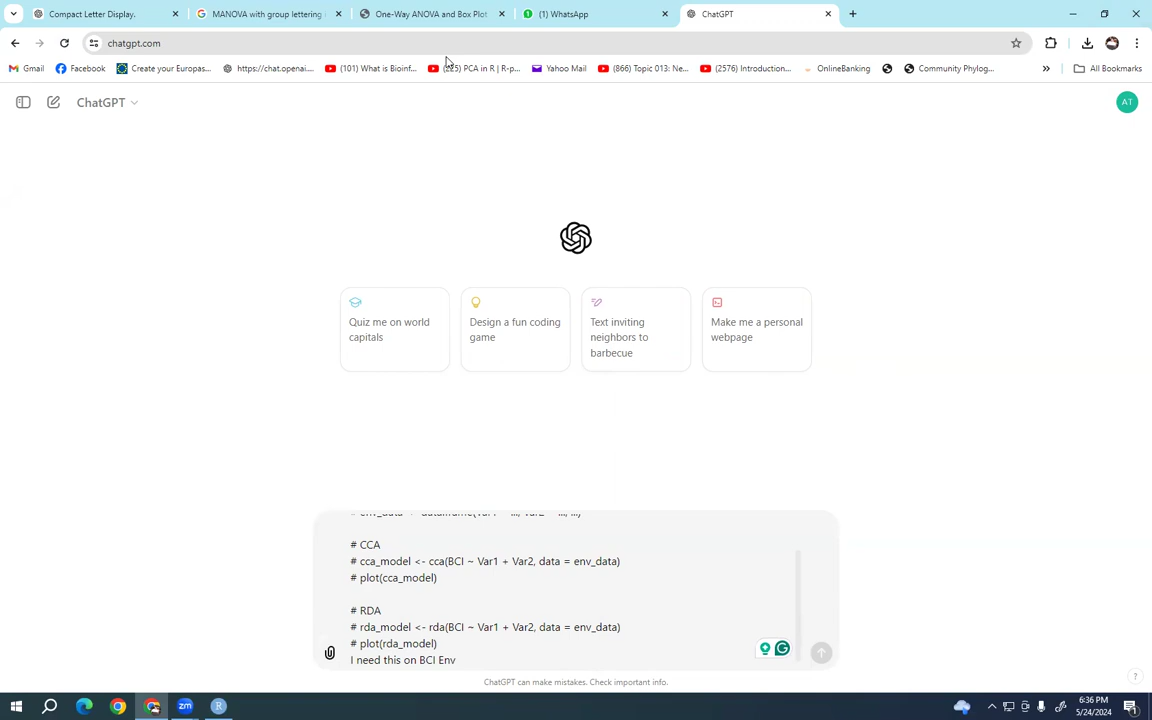 Compact Letter Display.
MANOVA with group lettering
One-Way ANOVA and Box Plot
(1) WhatsApp
ChatGPT
chatgpt.com
Gmail
Facebook
Create your Europas...
https://chat.openai....
(101) What is Bioinf...
(225) PCA in R | R-p...
Yahoo Mail
(866) Topic 013: Ne...
(2576) Introduction...
OnlineBanking
Community Phylog...
All Bookmarks
ChatGPT
AT
Quiz me on world
capitals
Design a fun coding
game
Text inviting
neighbors to
barbecue
Make me a personal
webpage
# CCA
# cca_model <- cca(BCI ~ Var1 + Var2, data = env_data)
# plot(cca_model)
# RDA
# rda_model <- rda(BCI ~ Var1 + Var2, data = env_data)
# plot(rda_model)
I need this on BCI Env
ChatGPT can make mistakes. Check important info.
?
6:36 PM
5/24/2024